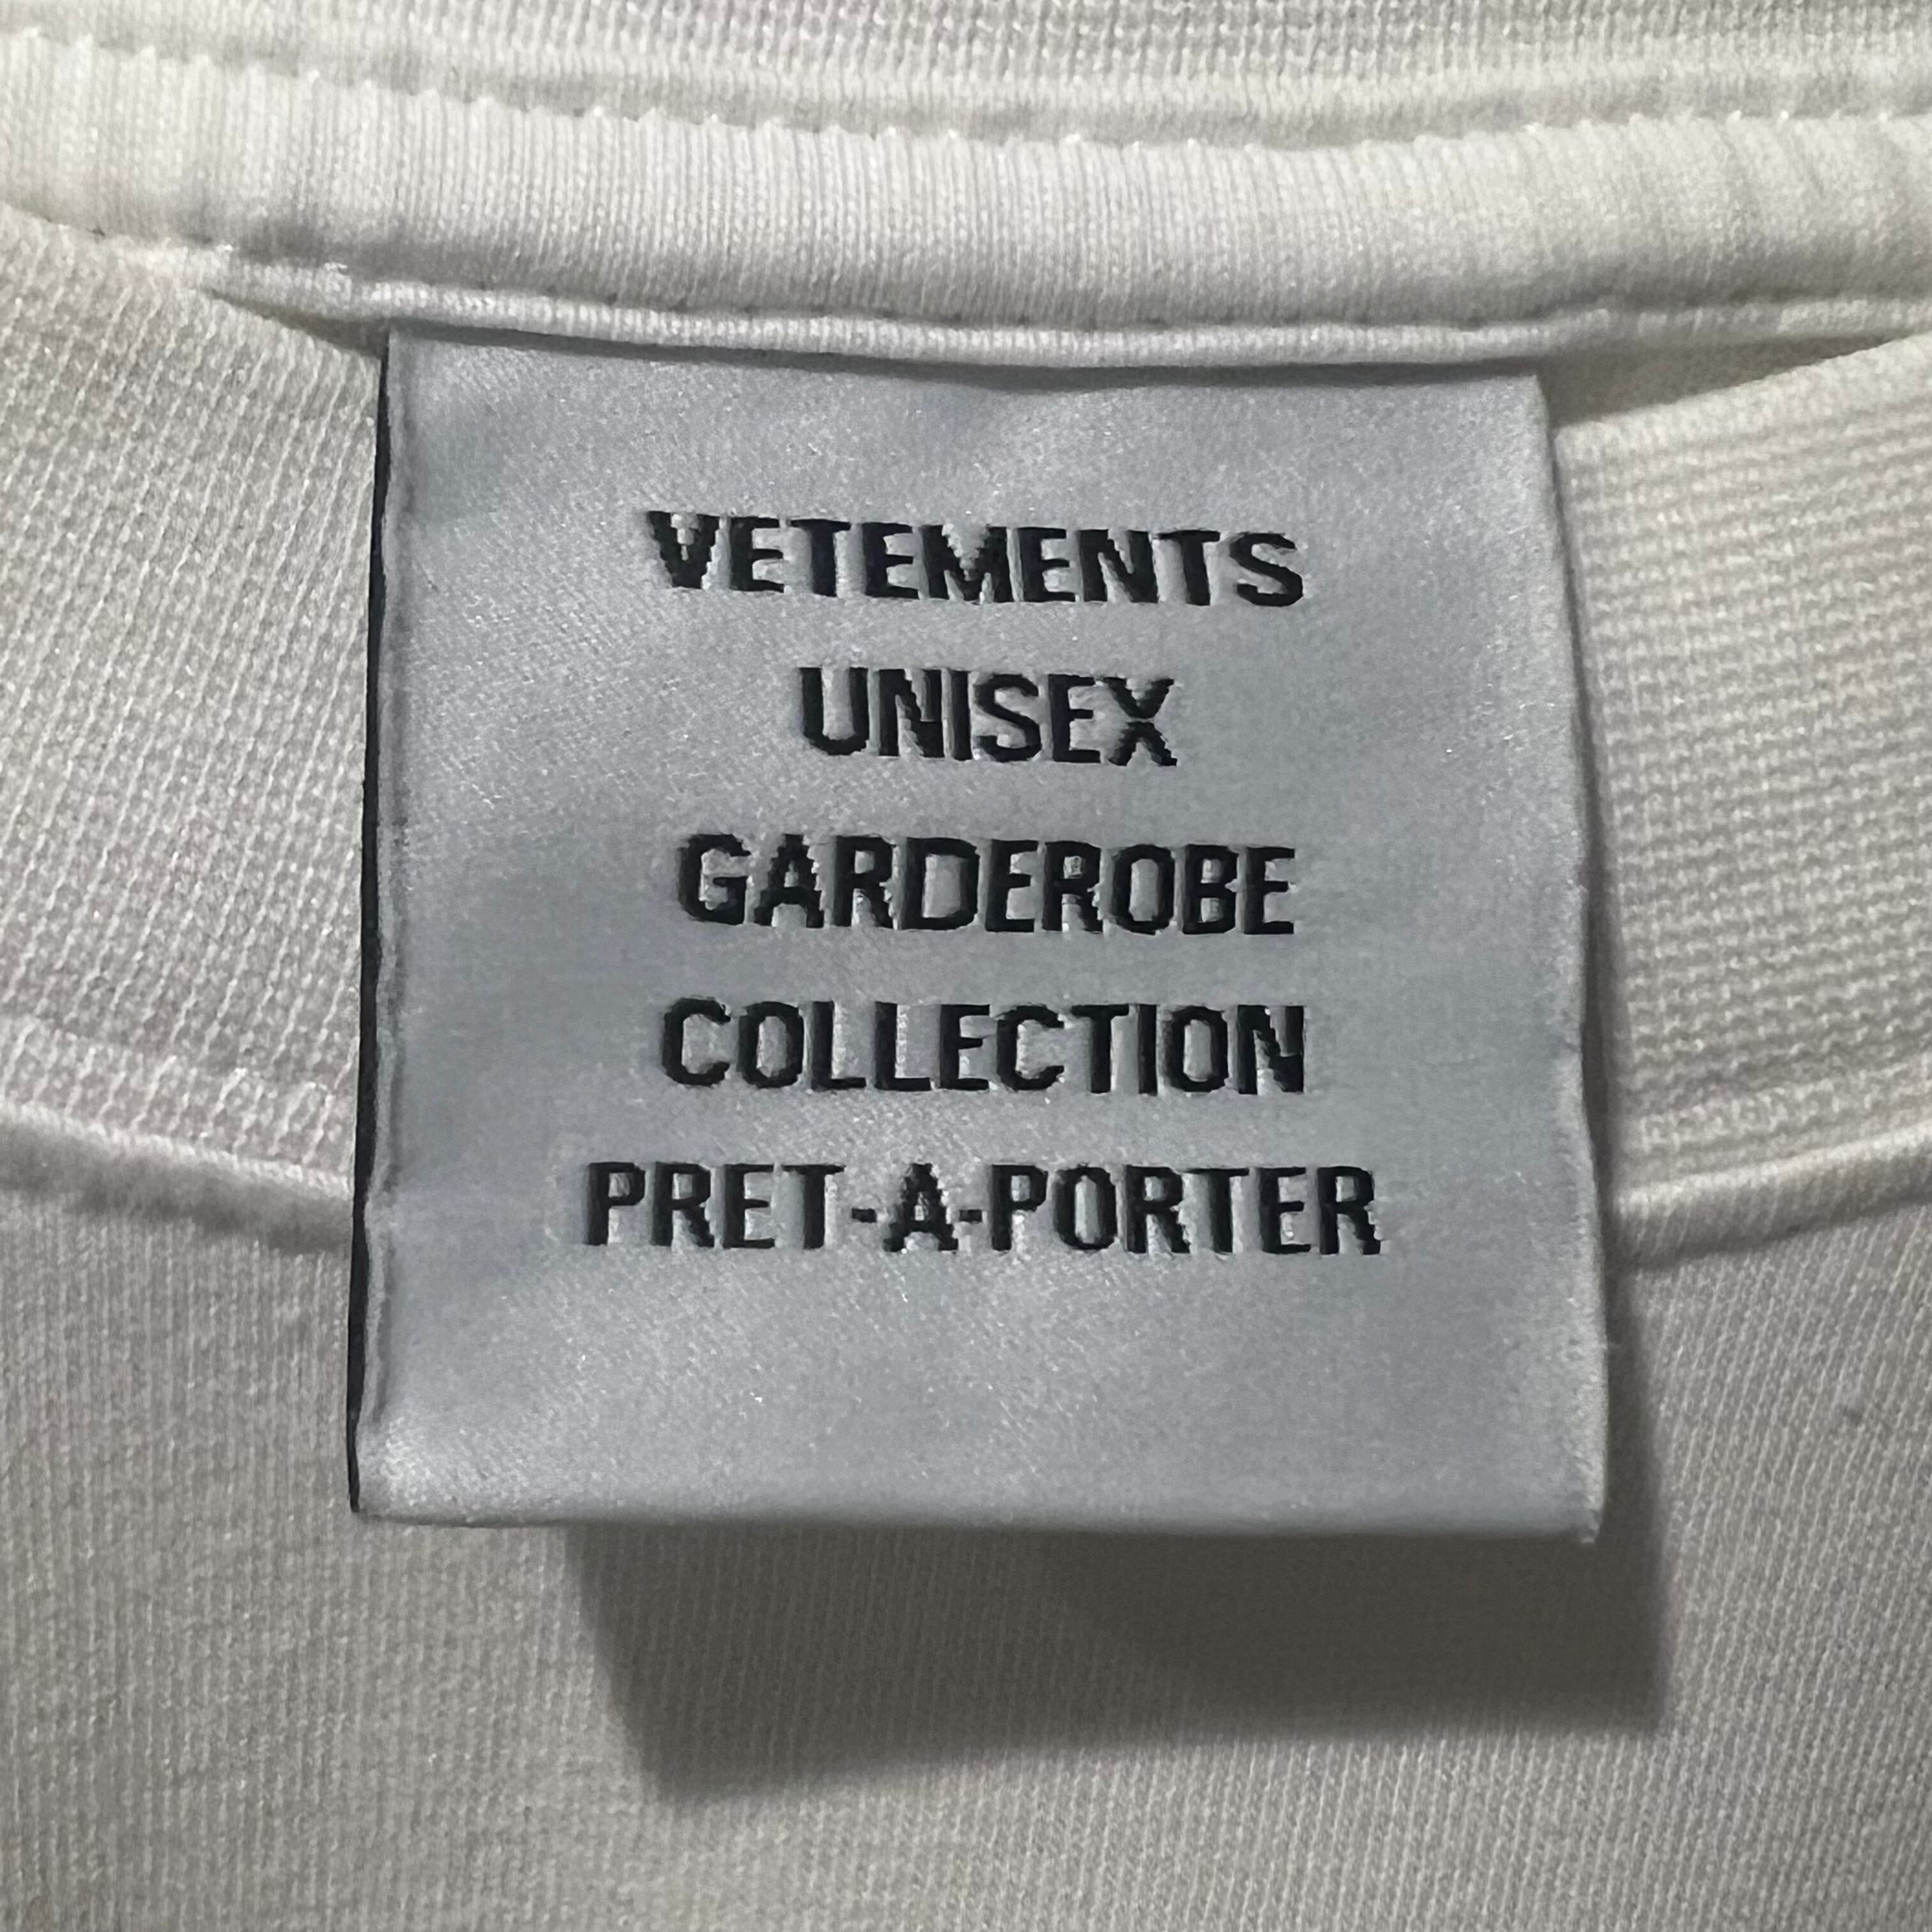 VETEMENTS
UNISEX
GARDEROBE
COLLECTION
PRET-A-PORTER